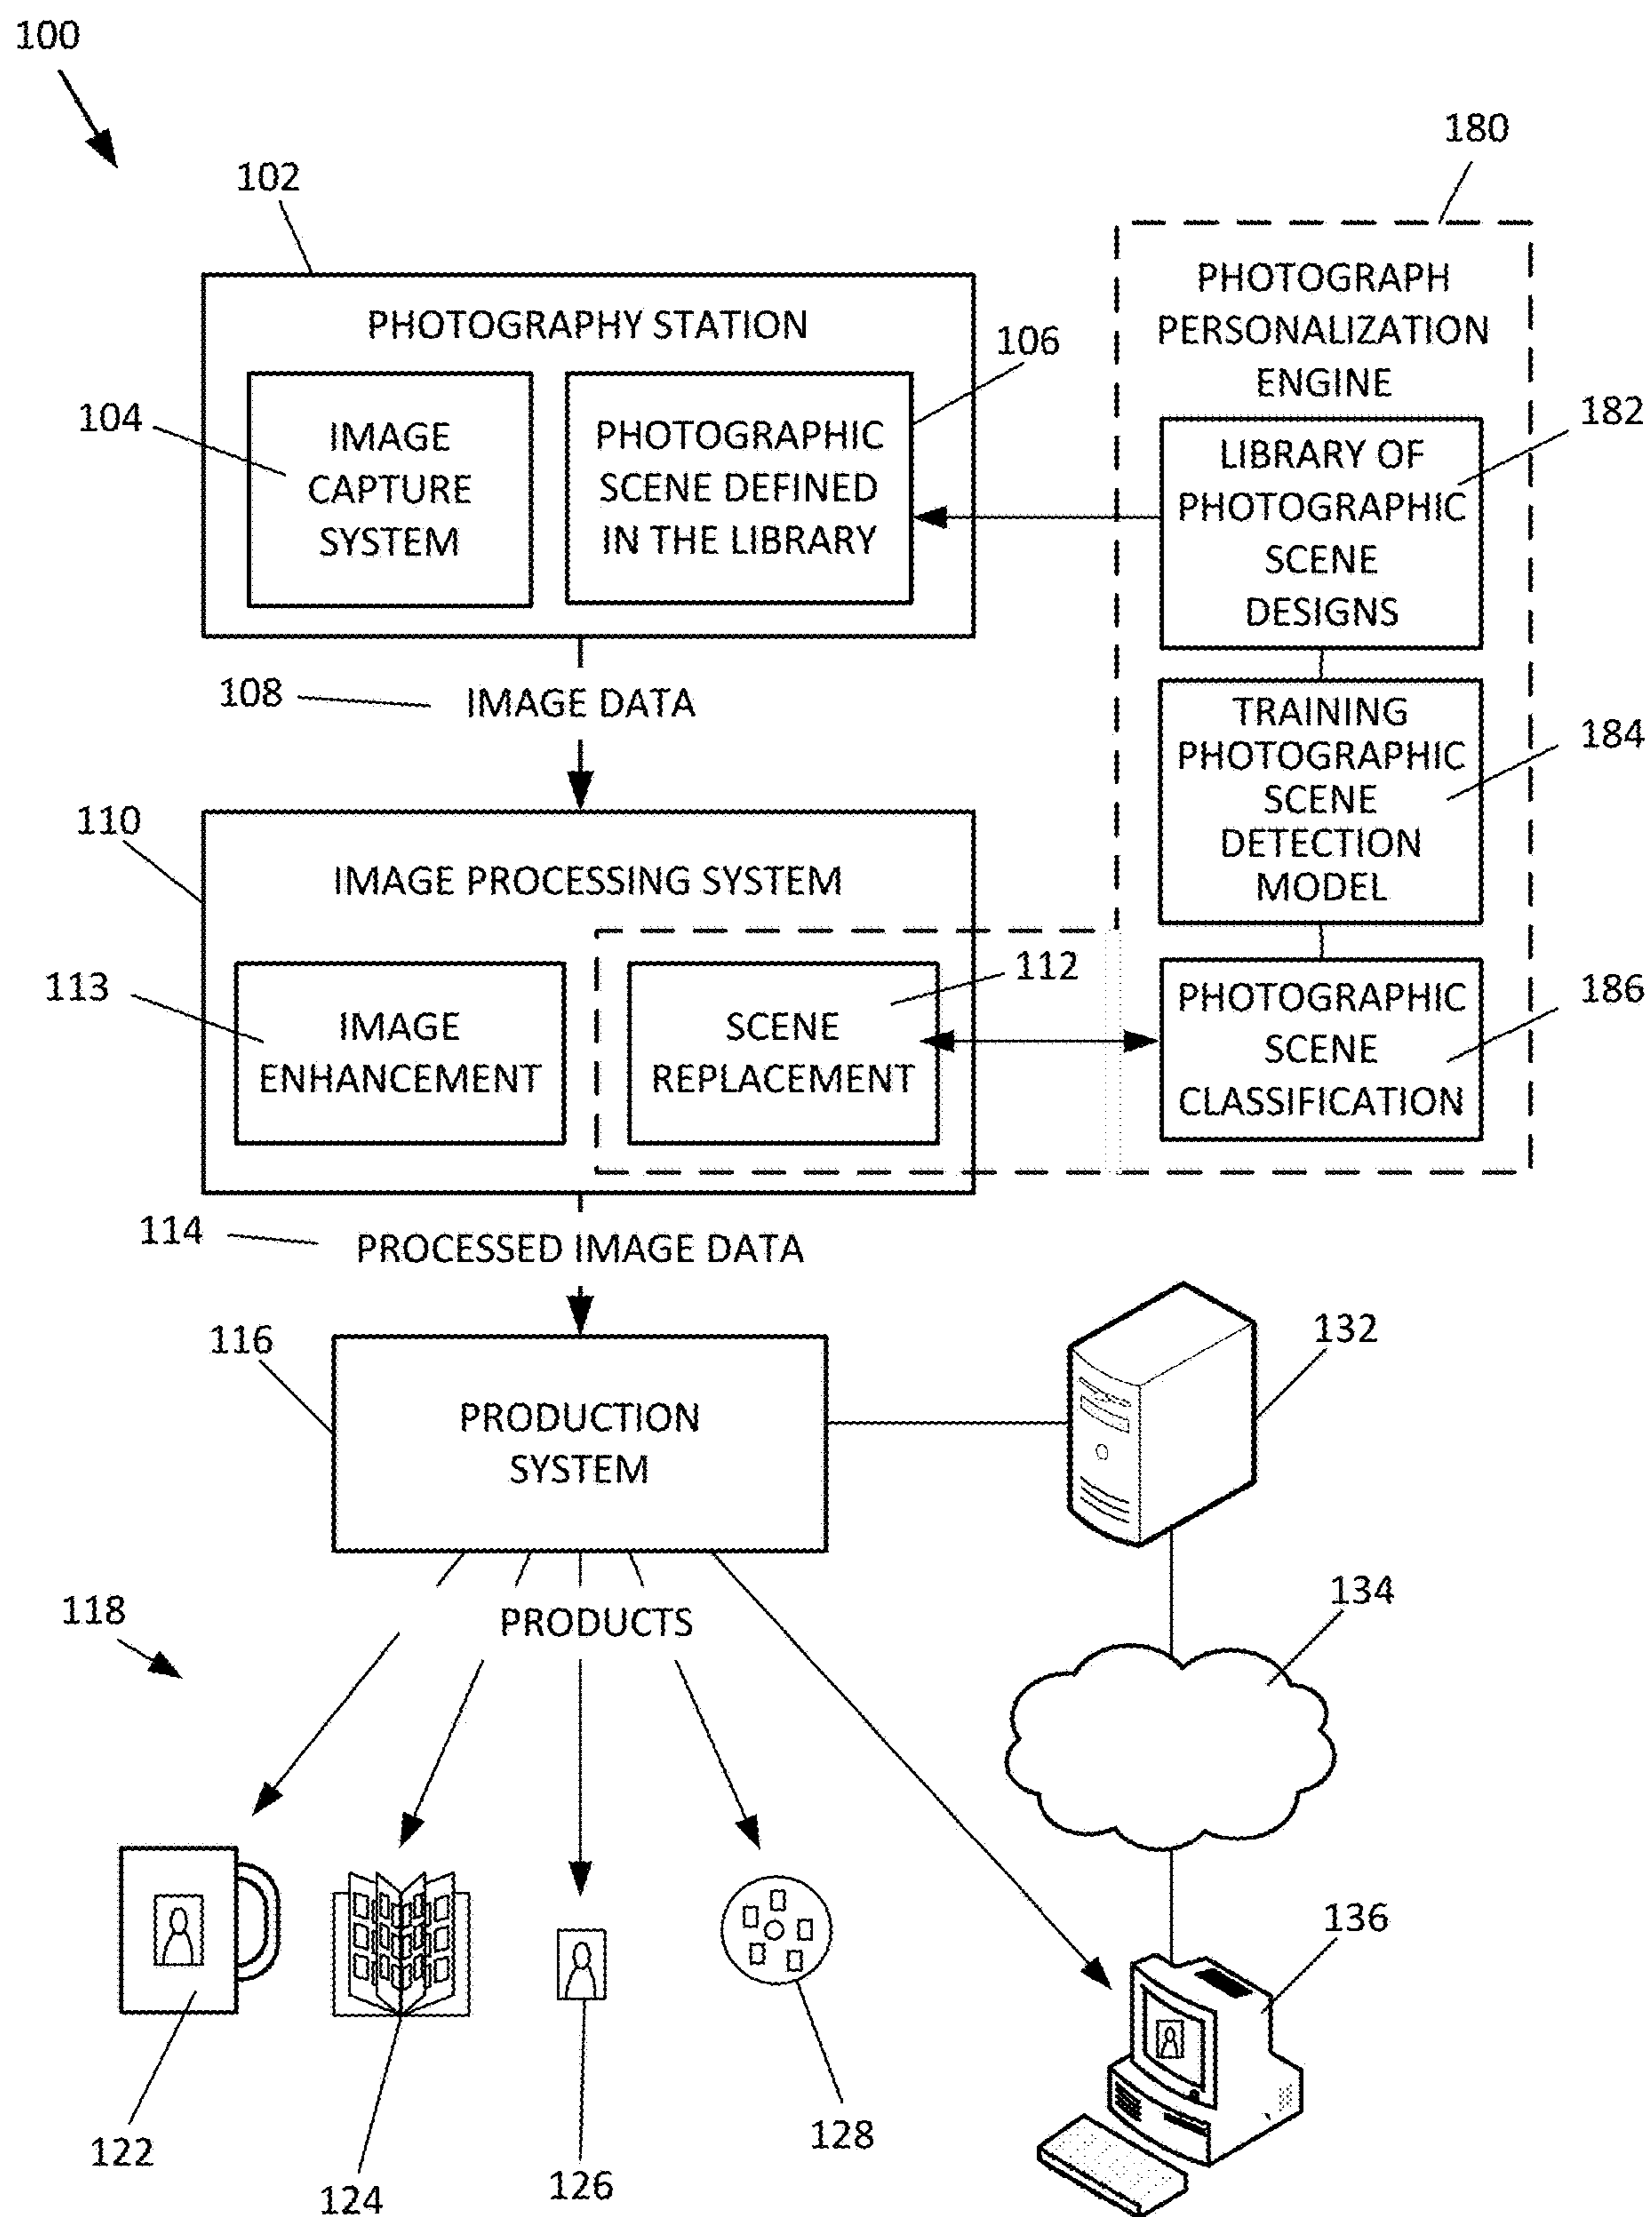 100
180
102
PHOTOGRAPHY STATION
106
104
IMAGE
CAPTURE
SYSTEM
PHOTOGRAPHIC
SCENE DEFINED
IN THE LIBRARY
PHOTOGRAPH
PERSONALIZATION
ENGINE
182
LIBRARY OF
PHOTOGRAPHIC
SCENE
DESIGNS
108
IMAGE DATA
TRAINING
PHOTOGRAPHIC
SCENE
DETECTION
MODEL
184
110
IMAGE PROCESSING SYSTEM
113
IMAGE
ENHANCEMENT
112
SCENE
REPLACEMENT
PHOTOGRAPHIC
SCENE
CLASSIFICATION
186
114
PROCESSED IMAGE DATA
116
PRODUCTION
SYSTEM
132
118
PRODUCTS
134
136
122
124
126
128